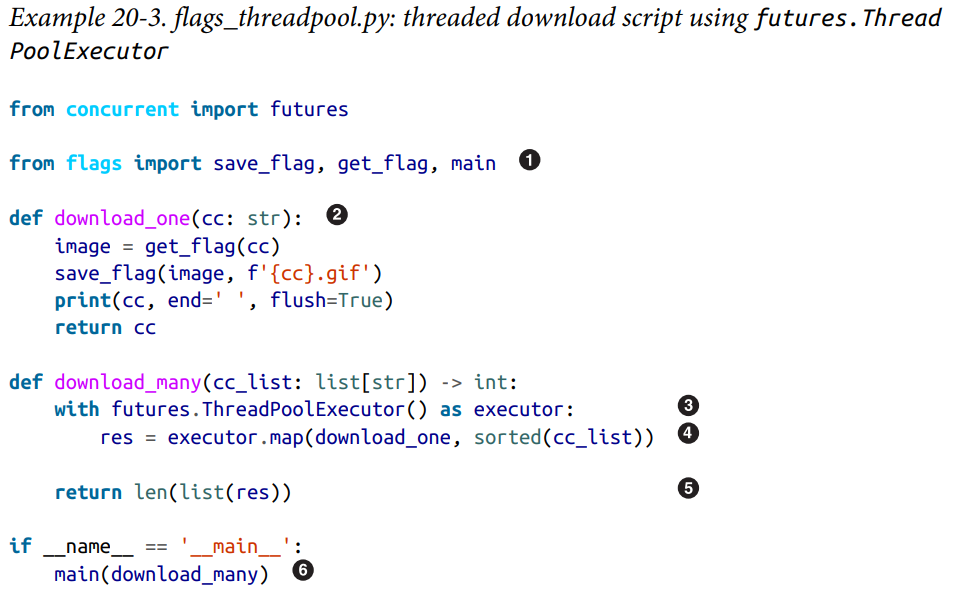 Example 20-3. flags_threadpool.py: threaded download script using futures.Thread
PoolExecutor
from concurrent import futures
from flags import save_flag, get_flag, main ❶
def download_one(cc: str): ❷
    image = get_flag(cc)
    save_flag(image, f'{cc}.gif')
    print(cc, end=' ', flush=True)
    return cc
def download_many(cc_list: list[str]) -> int:
    with futures.ThreadPoolExecutor() as executor: ❸
        res = executor.map(download_one, sorted(cc_list)) ❹
    return len(list(res)) ❺
if __name__ == '__main__':
    main(download_many) ❻